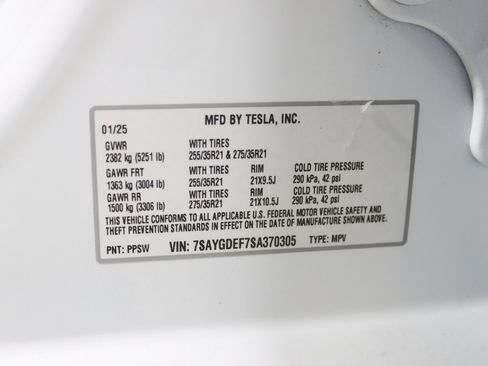 MFD BY TESLA, INC.
01/25
GVWR WITH TIRES
2382 kg (5251 lb) 255/35R21 & 275/35R21
GAWR FRT WITH TIRES RIM COLD TIRE PRESSURE
1363 kg (3004 lb) 255/35R21 21X9.5J 290 kPa, 42 psi
GAWR RR WITH TIRES RIM COLD TIRE PRESSURE
1500 kg (3306 lb) 275/35R21 21X10.5J 290 kPa, 42 psi
THIS VEHICLE CONFORMS TO ALL APPLICABLE U.S. FEDERAL MOTOR VEHICLE SAFETY AND
THEFT PREVENTION STANDARDS IN EFFECT ON THE DATE OF MANUFACTURE SHOWN ABOVE.
PNT: PPSW VIN: 7SAYGDEF7SA370305 TYPE: MPV